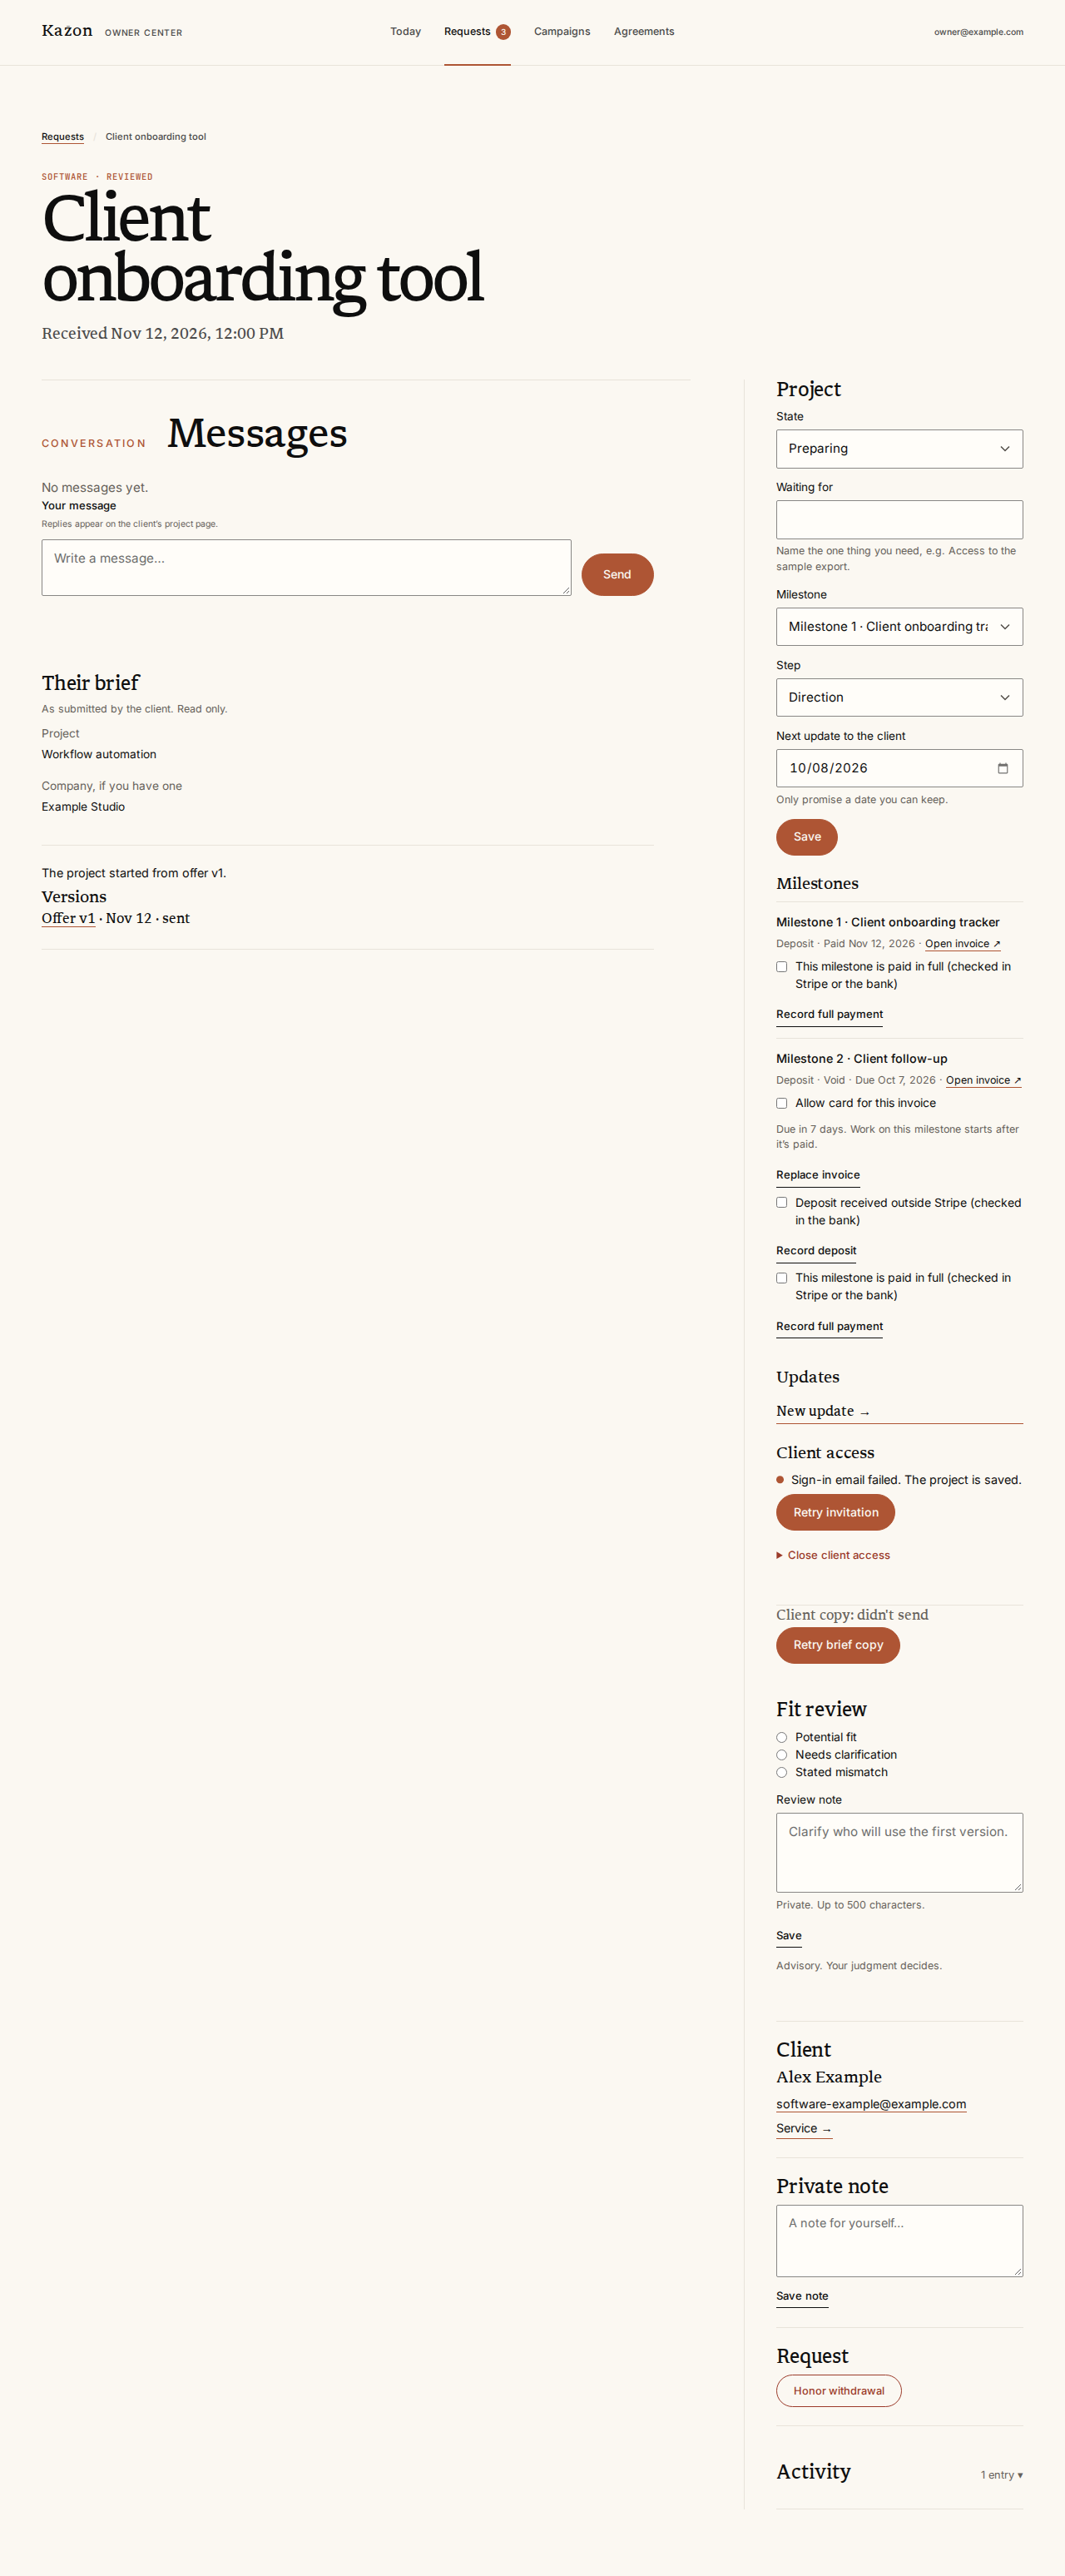 Kazon OWNER CENTER
Today Requests 3 Campaigns Agreements
owner@example.com
Requests / Client onboarding tool
SOFTWARE · REVIEWED
Client
onboarding tool
Received Nov 12, 2026, 12:00 PM
CONVERSATION Messages
No messages yet.
Your message
Replies appear on the client's project page.
Write a message...
Send
Their brief
As submitted by the client. Read only.
Project
Workflow automation
Company, if you have one
Example Studio
The project started from offer v1.
Versions
Offer v1 · Nov 12 · sent
Project
State
Preparing
Waiting for
Name the one thing you need, e.g. Access to the
sample export.
Milestone
Milestone 1 · Client onboarding tra
Step
Direction
Next update to the client
10/08/2026
Only promise a date you can keep.
Save
Milestones
Milestone 1 · Client onboarding tracker
Deposit · Paid Nov 12, 2026 · Open invoice ↗
This milestone is paid in full (checked in
Stripe or the bank)
Record full payment
Milestone 2 · Client follow-up
Deposit · Void · Due Oct 7, 2026 · Open invoice ↗
Allow card for this invoice
Due in 7 days. Work on this milestone starts after
it's paid.
Replace invoice
Deposit received outside Stripe (checked
in the bank)
Record deposit
This milestone is paid in full (checked in
Stripe or the bank)
Record full payment
Updates
New update →
Client access
Sign-in email failed. The project is saved.
Retry invitation
▶ Close client access
Client copy: didn't send
Retry brief copy
Fit review
Potential fit
Needs clarification
Stated mismatch
Review note
Clarify who will use the first version.
Private. Up to 500 characters.
Save
Advisory. Your judgment decides.
Client
Alex Example
software-example@example.com
Service →
Private note
A note for yourself...
Save note
Request
Honor withdrawal
Activity 1 entry ▾